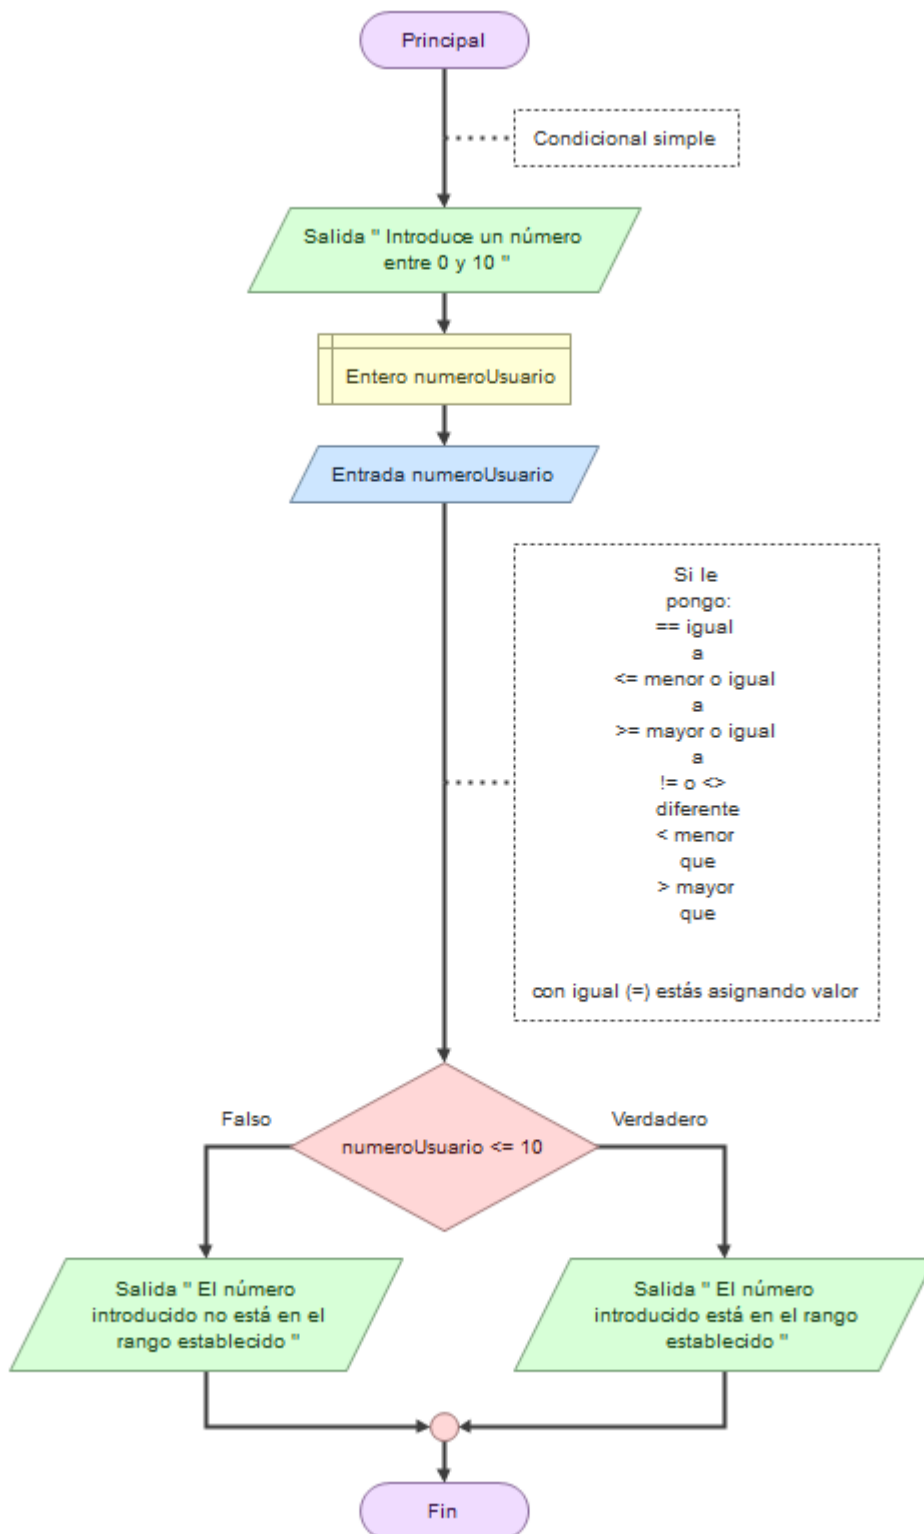 Principal
Condicional simple
Salida " Introduce un número
entre 0 y 10 "
Entero numeroUsuario
Entrada numeroUsuario
Si le
pongo:
== igual
a
<= menor o igual
a
>= mayor o igual
a
!= o <>
diferente
< menor
que
> mayor
que
con igual (=) estás asignando valor
Falso
Verdadero
numeroUsuario <= 10
Salida " El número
introducido no está en el
rango establecido "
Salida " El número
introducido está en el rango
establecido "
Fin